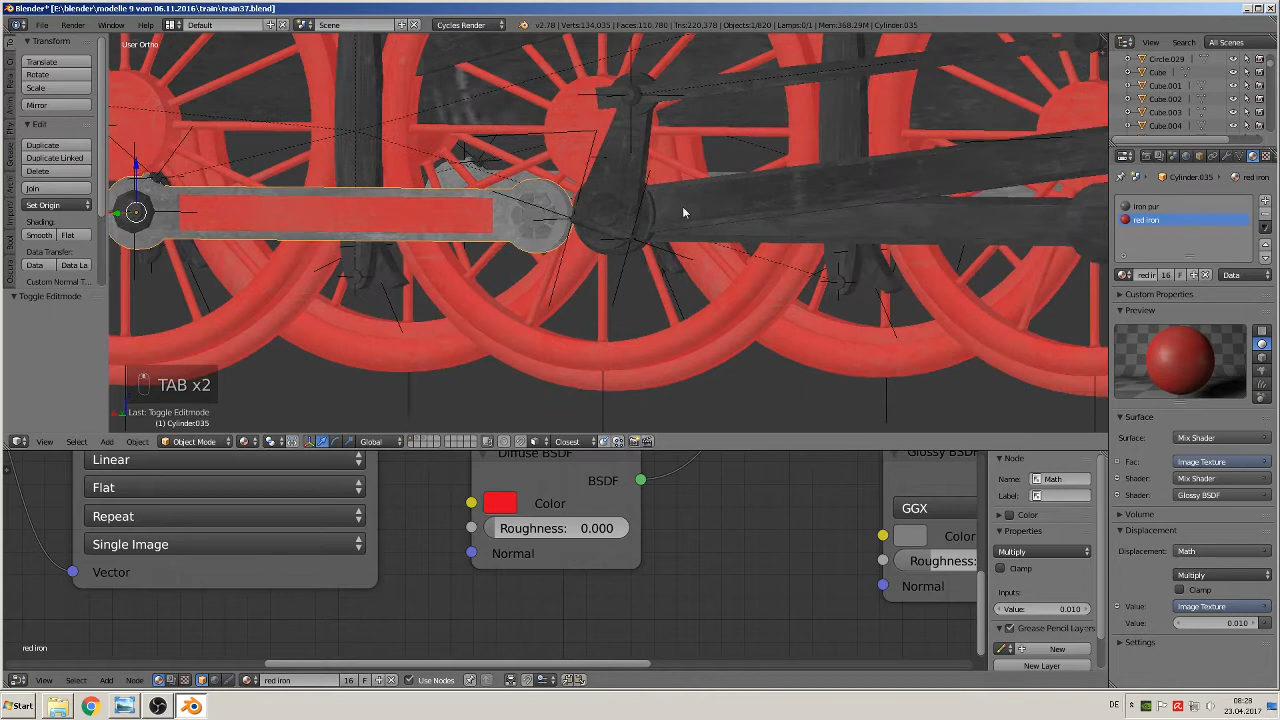 Blender* [E:\blender\modelle 9 vom 06.11.2016\train\train37.blend]
File Render Window Help Default Scene Cycles Render v2.78 | Verts:134,035 | Faces:110,780 | Tris:220,378 | Objects:1/820 | Lamps:0/1 | Mem:368.29M | Cylinder.035
User Ortho
Transform
Translate
Rotate
Scale
Mirror
Edit
Duplicate
Duplicate Linked
Delete
Join
Set Origin
Shading:
Smooth Flat
Data Transfer:
Data Data La
Custom Normal T
Toggle Editmode
TAB x2
Last: Toggle Editmode
(1) Cylinder.035
View Select Add Object Object Mode Global Closest
View Search All Scenes
Circle.029
Cube
Cube.001
Cube.002
Cube.003
Cube.004
Cylinder.035 red iron
iron pur
red iron
red ir 16 F Data
Custom Properties
Preview
Surface
Surface: Mix Shader
Fac: Image Texture
Shader: Mix Shader
Shader: Glossy BSDF
Volume
Displacement
Displacement: Math
Multiply
Clamp
Value: Image Texture
Value: 0.010
Settings
Linear
Flat
Repeat
Single Image
Vector
Diffuse BSDF
BSDF
Color
Roughness: 0.000
Normal
Glossy BSDF
GGX
Color
Roughness:
Normal
Node
Name: Math
Label:
Color
Properties
Multiply
Clamp
Inputs:
Value: 0.010
Grease Pencil Layers
New
New Layer
red iron
View Select Add Node red iron 16 F Use Nodes
Start DE 08:28
23.04.2017